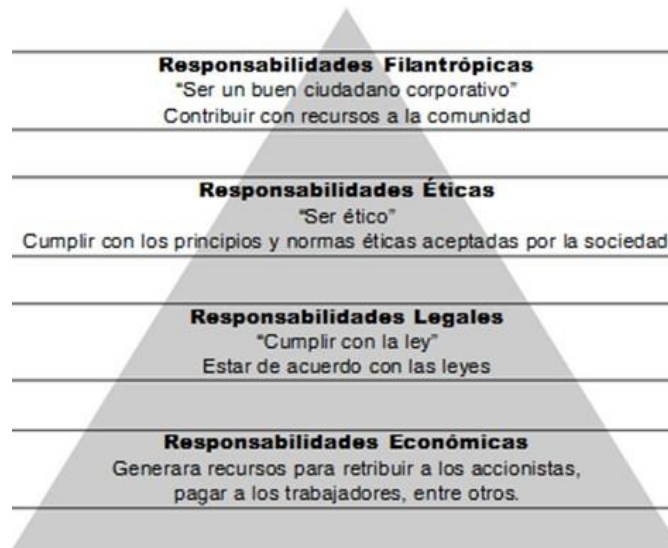 Responsabilidades Filantrópicas
"Ser un buen ciudadano corporativo"
Contribuir con recursos a la comunidad
Responsabilidades Éticas
"Ser ético"
Cumplir con los principios y normas éticas aceptadas por la sociedad
Responsabilidades Legales
"Cumplir con la ley"
Estar de acuerdo con las leyes
Responsabilidades Económicas
Generara recursos para retribuir a los accionistas,
pagar a los trabajadores, entre otros.